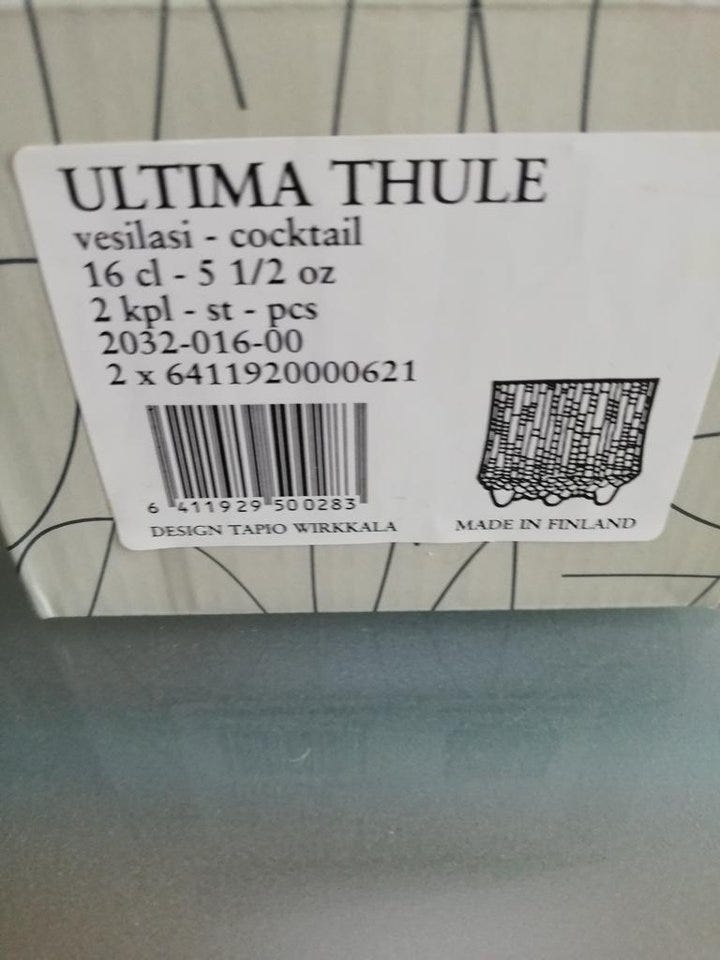 ULTIMA THULE
vesilasi - cocktail
16 cl - 5 1/2 oz
2 kpl - st - pcs
2032-016-00
2 x 6411920000621
6 411929 500283
DESIGN TAPIO WIRKKALA
MADE IN FINLAND